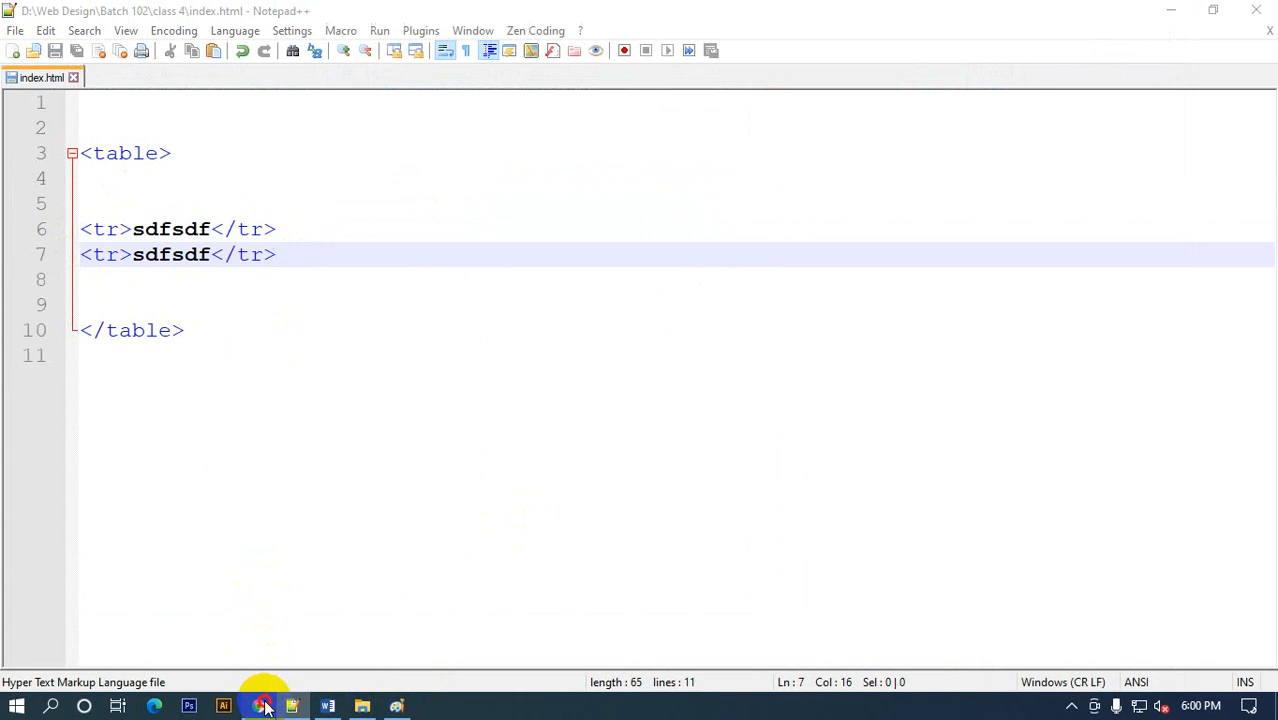 D:\Web Design\Batch 102\class 4\index.html - Notepad++
File Edit Search View Encoding Language Settings Macro Run Plugins Window Zen Coding ? X
index.html
1
2
3 <table>
4
5
6 <tr>sdfsdf</tr>
7 <tr>sdfsdf</tr>
8
9
10 </table>
11
Hyper Text Markup Language file length : 65 lines : 11 Ln : 7 Col : 16 Sel : 0 | 0 Windows (CR LF) ANSI INS
Ps Ai W 6:00 PM